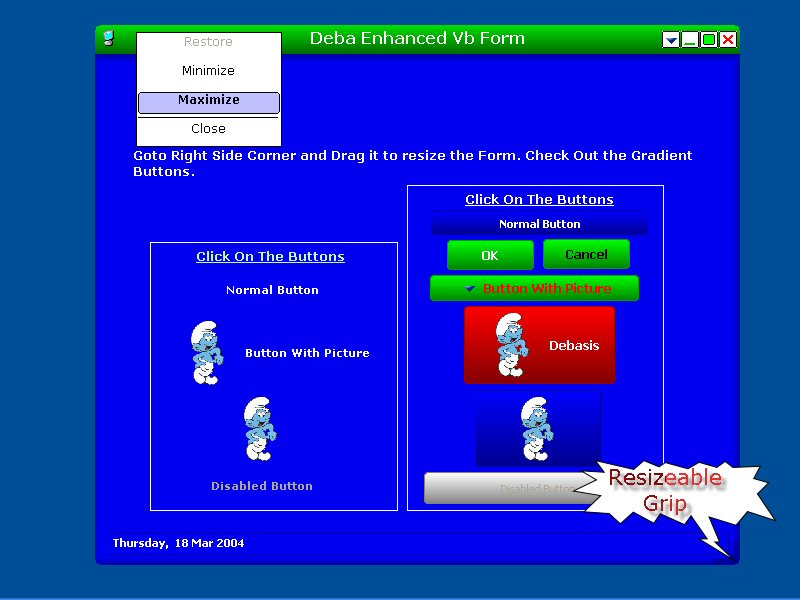 Deba Enhanced Vb Form
Restore
Minimize
Maximize
Close
Goto Right Side Corner and Drag it to resize the Form. Check Out the Gradient
Buttons.
Click On The Buttons
Normal Button
Button With Picture
Disabled Button
Click On The Buttons
Normal Button
OK
Cancel
Button With Picture
Debasis
Disabled Button
Resizeable
Grip
Thursday, 18 Mar 2004